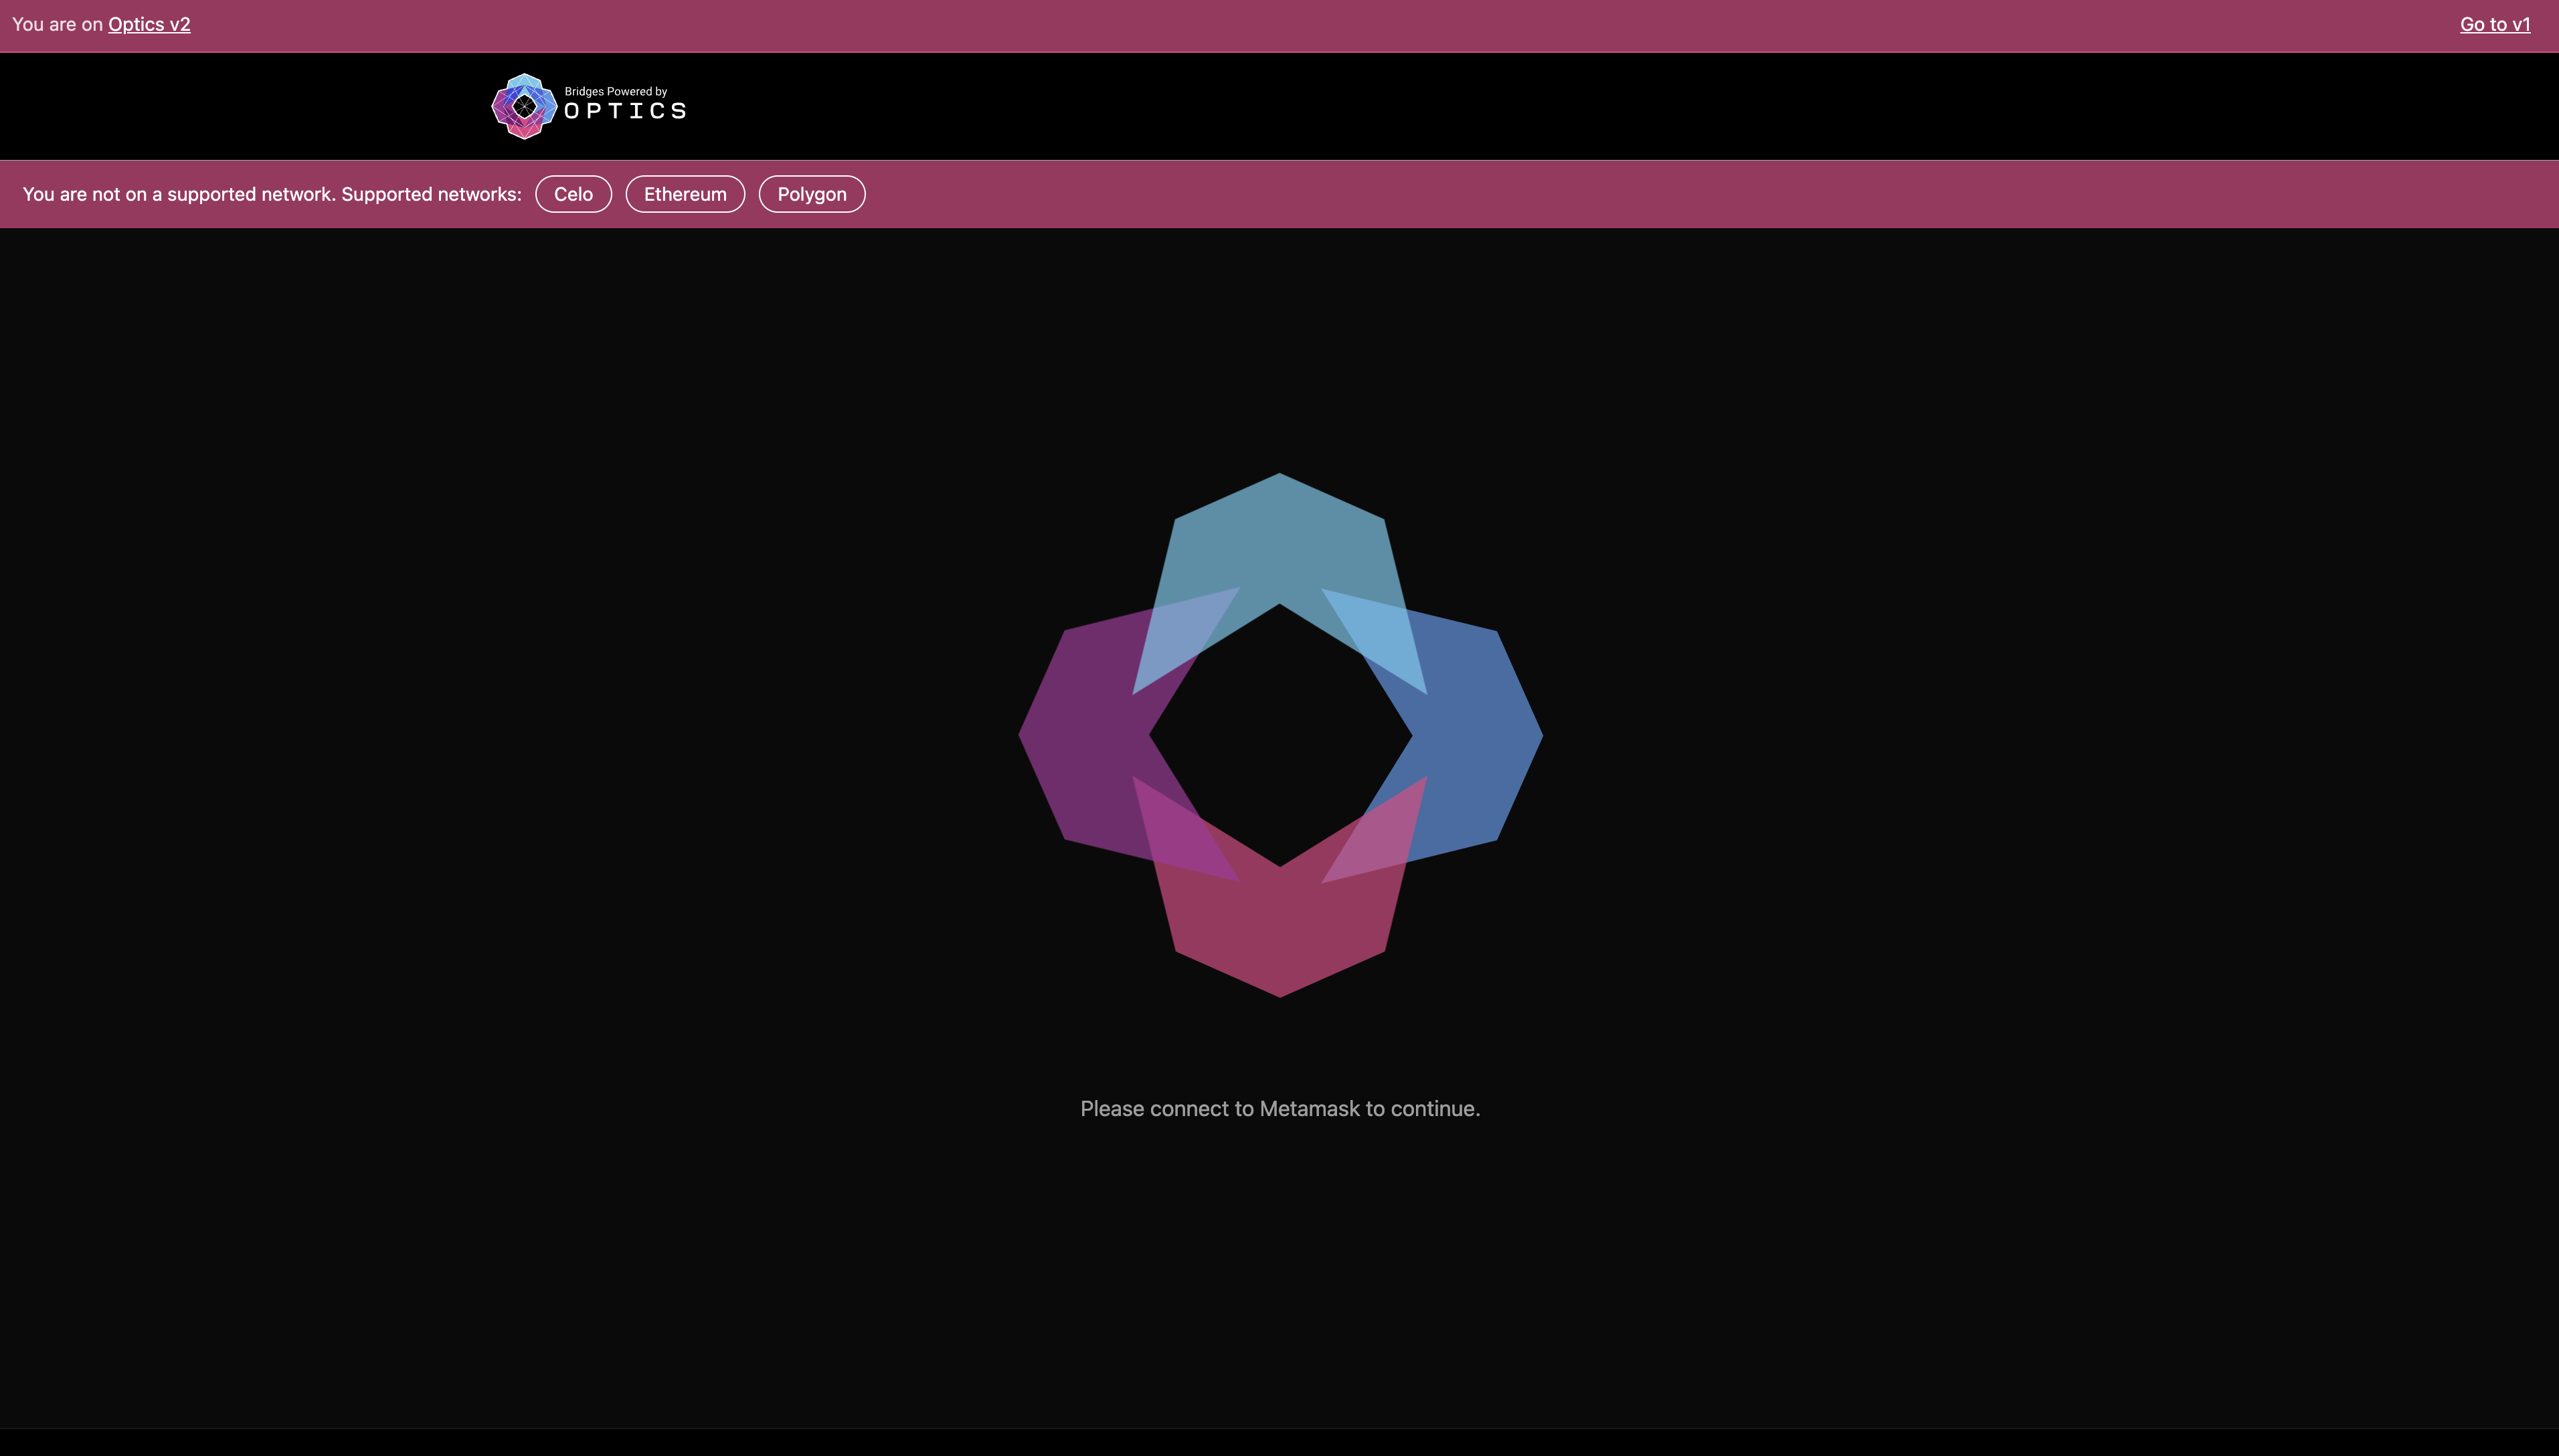 You are on Optics v2
Go to v1
Bridges Powered by
OPTICS
You are not on a supported network. Supported networks: Celo Ethereum Polygon
Please connect to Metamask to continue.